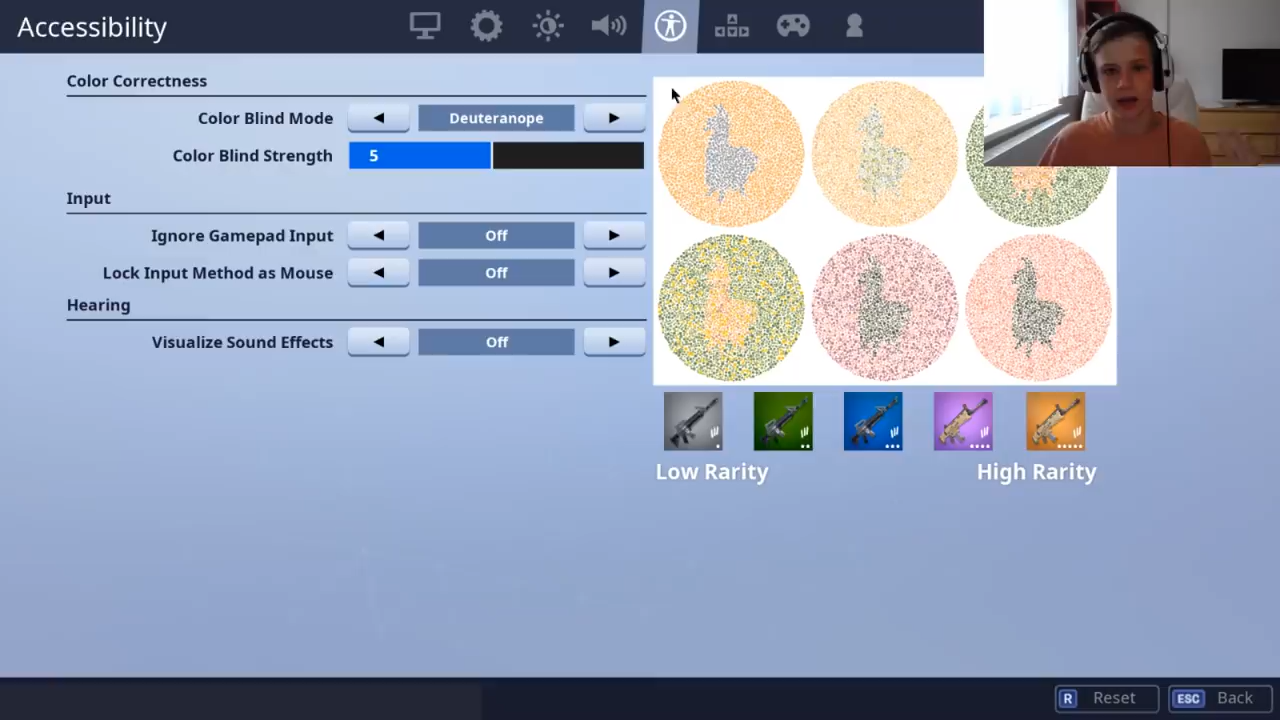 Accessibility
Color Correctness
Color Blind Mode
Deuteranope
Color Blind Strength
5
Input
Ignore Gamepad Input
Off
Lock Input Method as Mouse
Off
Hearing
Visualize Sound Effects
Off
Low Rarity
High Rarity
R Reset
ESC Back